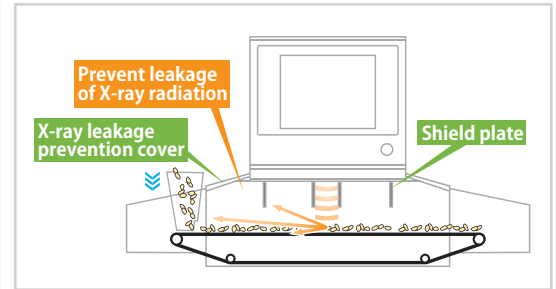 Prevent leakage
of X-ray radiation
X-ray leakage
prevention cover
Shield plate